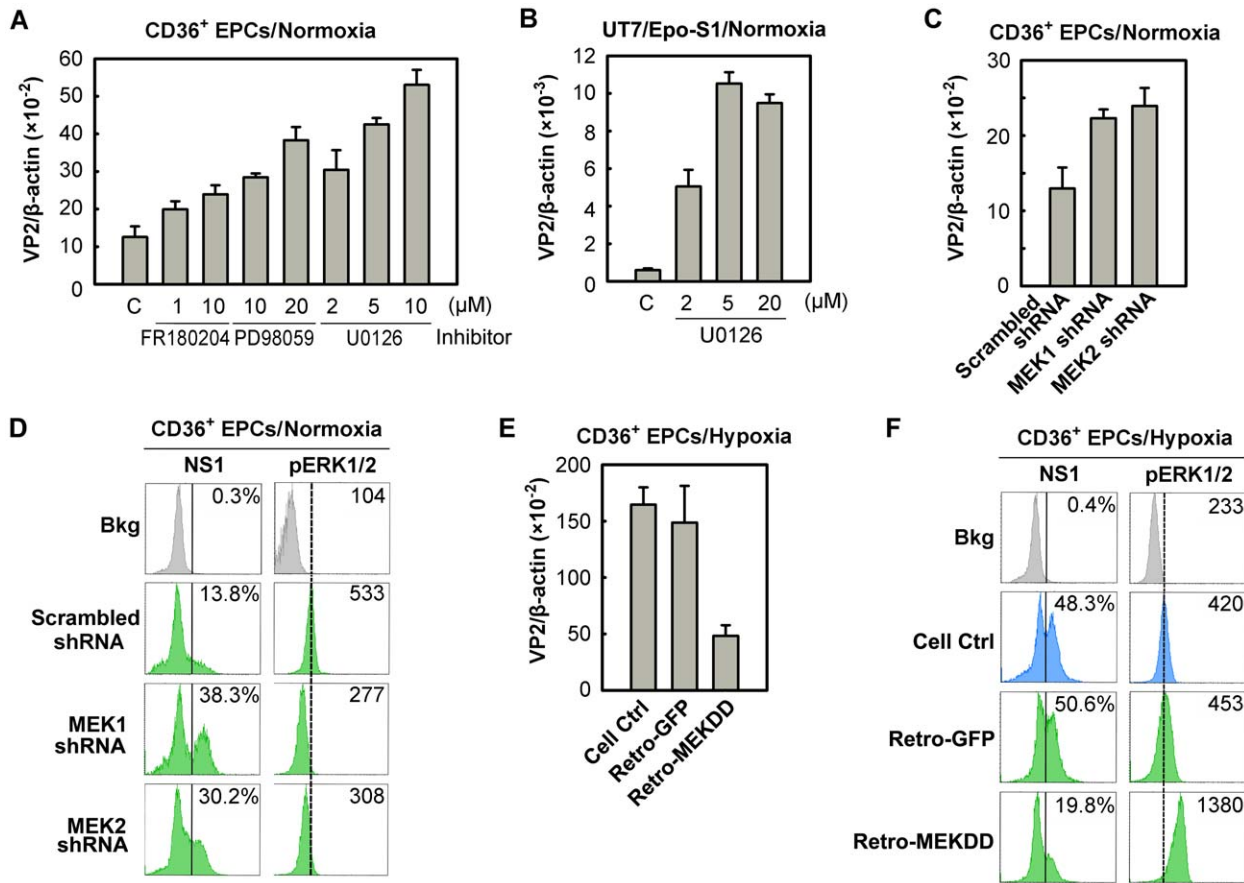 A
CD36+ EPCs/Normoxia
VP2/β-actin (×10-2)
60
50
40
30
20
10
0
C 1 10 10 20 2 5 10 (μM)
FR180204 PD98059 U0126 Inhibitor
B
UT7/Epo-S1/Normoxia
VP2/β-actin (×10-3)
12
10
8
6
4
2
0
C 2 5 20 (μM)
U0126
C
CD36+ EPCs/Normoxia
VP2/β-actin (×10-2)
30
20
10
0
Scrambled
shRNA
MEK1 shRNA
MEK2 shRNA
D
CD36+ EPCs/Normoxia
NS1 pERK1/2
Bkg
0.3% 104
Scrambled
shRNA
13.8% 533
MEK1
shRNA
38.3% 277
MEK2
shRNA
30.2% 308
E
CD36+ EPCs/Hypoxia
VP2/β-actin (×10-2)
200
150
100
50
0
Cell Ctrl
Retro-GFP
Retro-MEKDD
F
CD36+ EPCs/Hypoxia
NS1 pERK1/2
Bkg
0.4% 233
Cell Ctrl
48.3% 420
Retro-GFP
50.6% 453
Retro-MEKDD
19.8% 1380